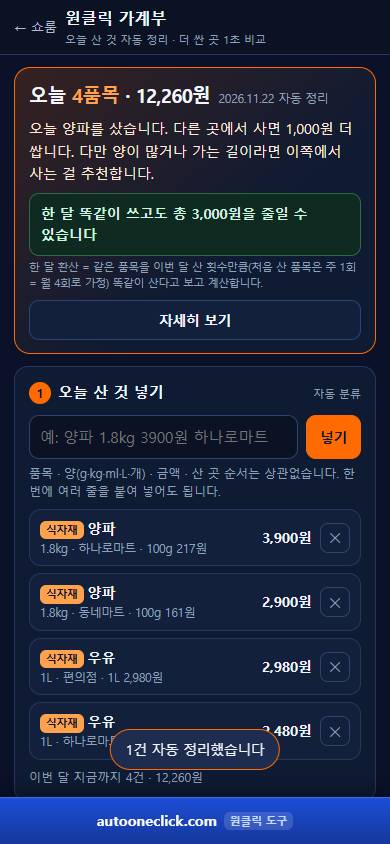 ← 쇼룸
원클릭 가계부
오늘 산 것 자동 정리 · 더 싼 곳 1초 비교
오늘 4품목 · 12,260원 2026.11.22 자동 정리
오늘 양파를 샀습니다. 다른 곳에서 사면 1,000원 더
쌉니다. 다만 양이 많거나 가는 길이라면 이쪽에서
사는 걸 추천합니다.
한 달 똑같이 쓰고도 총 3,000원을 줄일 수
있습니다
한 달 환산 = 같은 품목을 이번 달 산 횟수만큼(처음 산 품목은 주 1회
= 월 4회로 가정) 똑같이 산다고 보고 계산합니다.
자세히 보기
1 오늘 산 것 넣기 자동 분류
예: 양파 1.8kg 3900원 하나로마트 넣기
품목 · 양(g·kg·ml·L·개) · 금액 · 산 곳 순서는 상관없습니다. 한
번에 여러 줄을 붙여 넣어도 됩니다.
식자재 양파 3,900원
1.8kg · 하나로마트 · 100g 217원
식자재 양파 2,900원
1.8kg · 동네마트 · 100g 161원
식자재 우유 2,980원
1L · 편의점 · 1L 2,980원
식자재 우유 2,480원
1L · 하나로마
1건 자동 정리했습니다
이번 달 지금까지 4건 · 12,260원
autooneclick.com 원클릭 도구